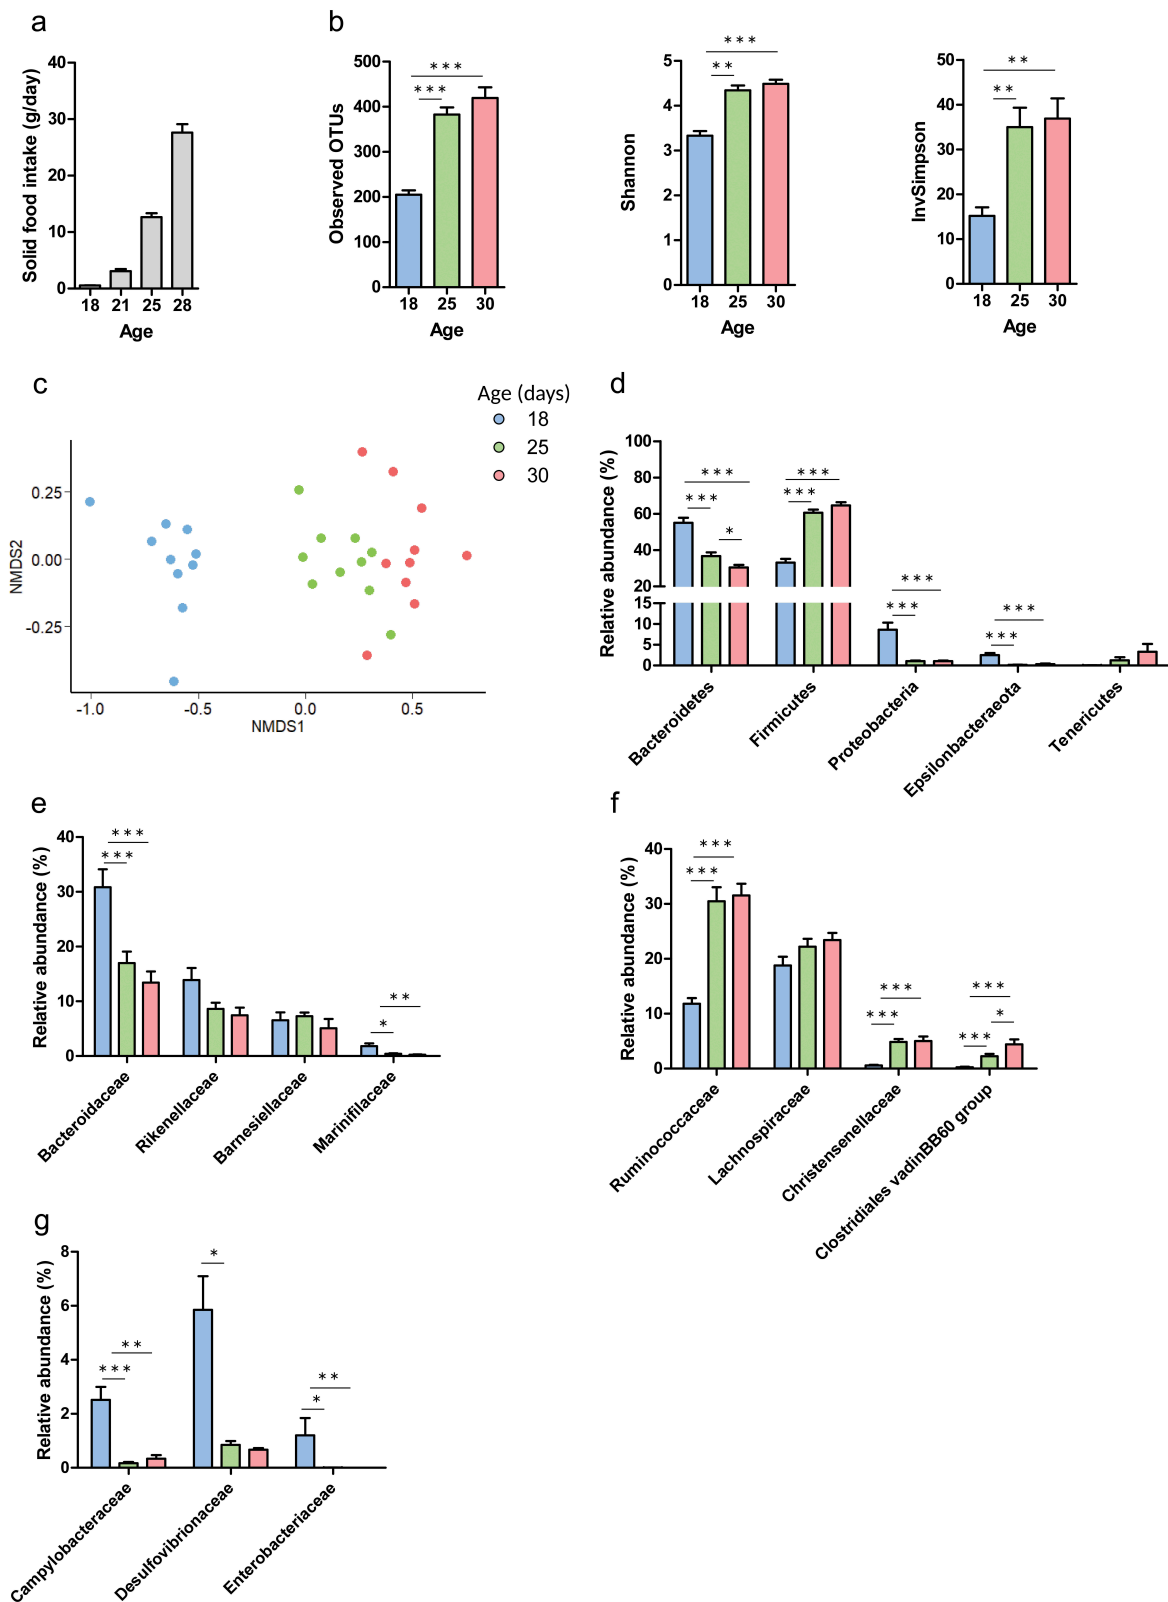 a
Solid food intake (g/day)
40
30
20
10
0
18 21 25 28
Age
b
Observed OTUs
500
400
300
200
100
0
***
***
18 25 30
Age
Shannon
5
4
3
2
1
0
***
**
18 25 30
Age
InvSimpson
50
40
30
20
10
0
**
**
18 25 30
Age
c
Age (days)
18
25
30
NMDS2
0.25
0.00
-0.25
-1.0 -0.5 0.0 0.5
NMDS1
d
Relative abundance (%)
100
80
60
40
20
15
10
5
0
***
***
*
***
***
***
***
***
***
Bacteroidetes
Firmicutes
Proteobacteria
Epsilonbacteraeota
Tenericutes
e
Relative abundance (%)
40
30
20
10
0
***
***
**
*
Bacteroidaceae
Rikenellaceae
Barnesiellaceae
Marinifilaceae
f
Relative abundance (%)
40
30
20
10
0
***
***
***
***
***
*
***
Ruminococcaceae
Lachnospiraceae
Christensenellaceae
Clostridiales vadinBB60 group
g
Relative abundance (%)
8
6
4
2
0
**
***
*
**
*
Campylobacteraceae
Desulfovibrionaceae
Enterobacteriaceae